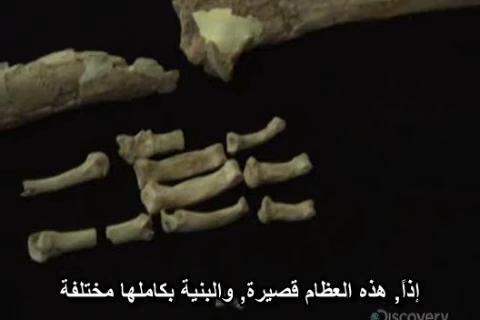 إذاً, هذه العظام قصيرة, والبنية بكاملها مختلفة
Discovery